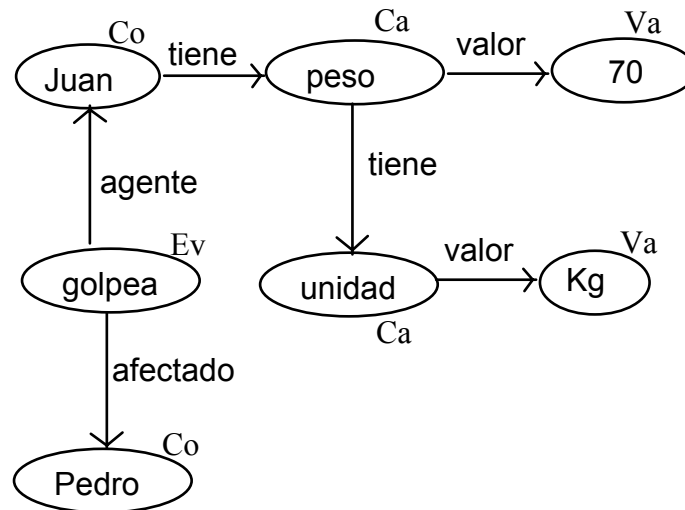 Co
Ca
Va
Juan
tiene
peso
valor
70
agente
tiene
Ev
golpea
unidad
valor
Va
Kg
Ca
afectado
Co
Pedro